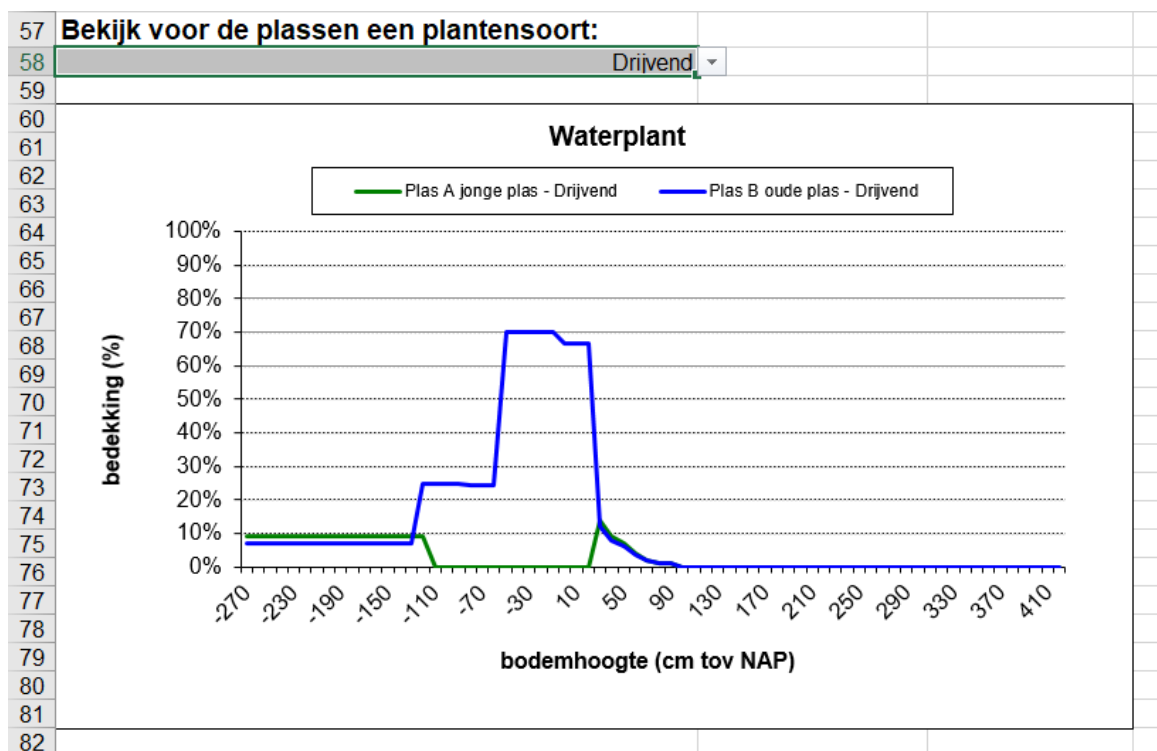 57 Bekijk voor de plassen een plantensoort:
58 Drijvend
59
60
61 Waterplant
62
63 Plas A jonge plas - Drijvend Plas B oude plas - Drijvend
64 100%
65 90%
66 80%
67 70%
68 60%
69 50%
70 40%
71 30%
72 20%
73 10%
74 0%
75 bedekking (%)
76 -270 -230 -190 -150 -110 -70 -30 10 50 90 130 170 210 250 290 330 370 410
77
78
79 bodemhoogte (cm tov NAP)
80
81
82